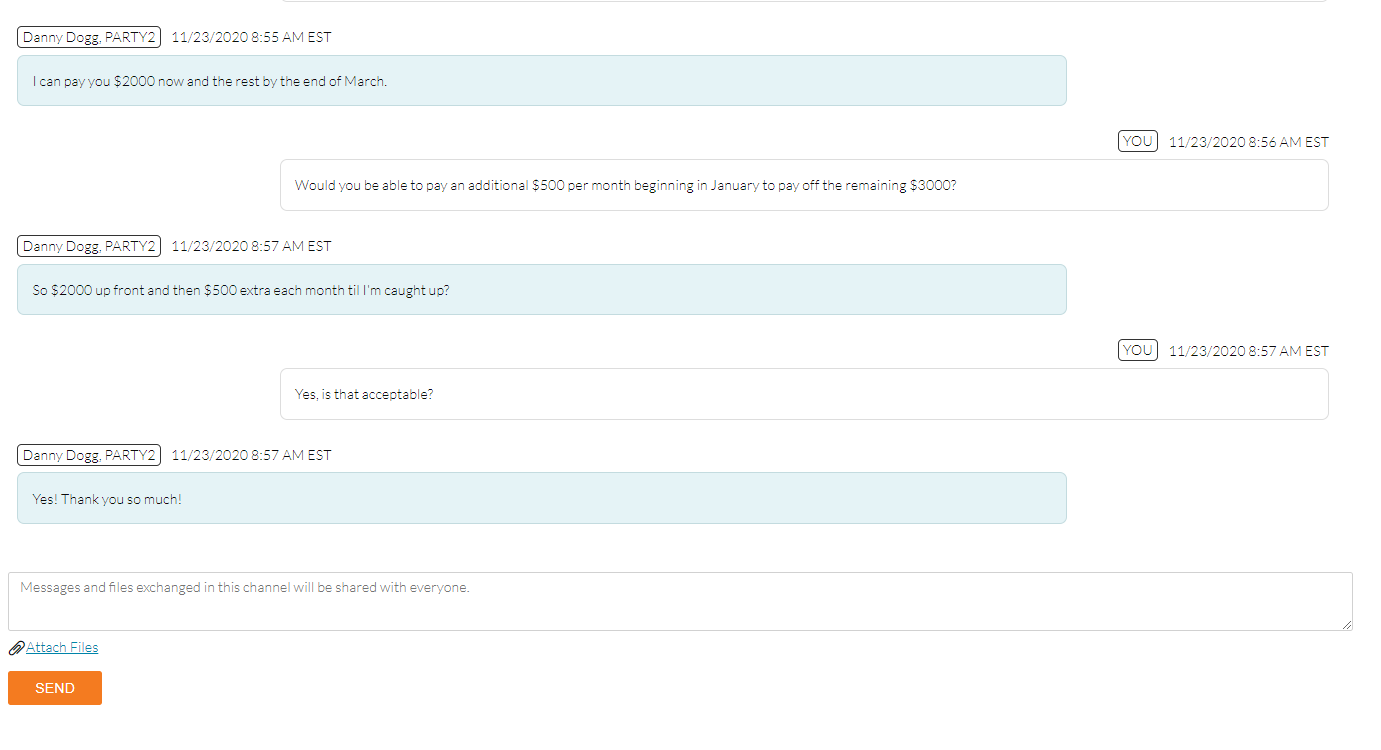 Danny Dogg, PARTY2 11/23/2020 8:55 AM EST
I can pay you $2000 now and the rest by the end of March.
YOU 11/23/2020 8:56 AM EST
Would you be able to pay an additional $500 per month beginning in January to pay off the remaining $3000?
Danny Dogg, PARTY2 11/23/2020 8:57 AM EST
So $2000 up front and then $500 extra each month til I'm caught up?
YOU 11/23/2020 8:57 AM EST
Yes, is that acceptable?
Danny Dogg, PARTY2 11/23/2020 8:57 AM EST
Yes! Thank you so much!
Messages and files exchanged in this channel will be shared with everyone.
Attach Files
SEND